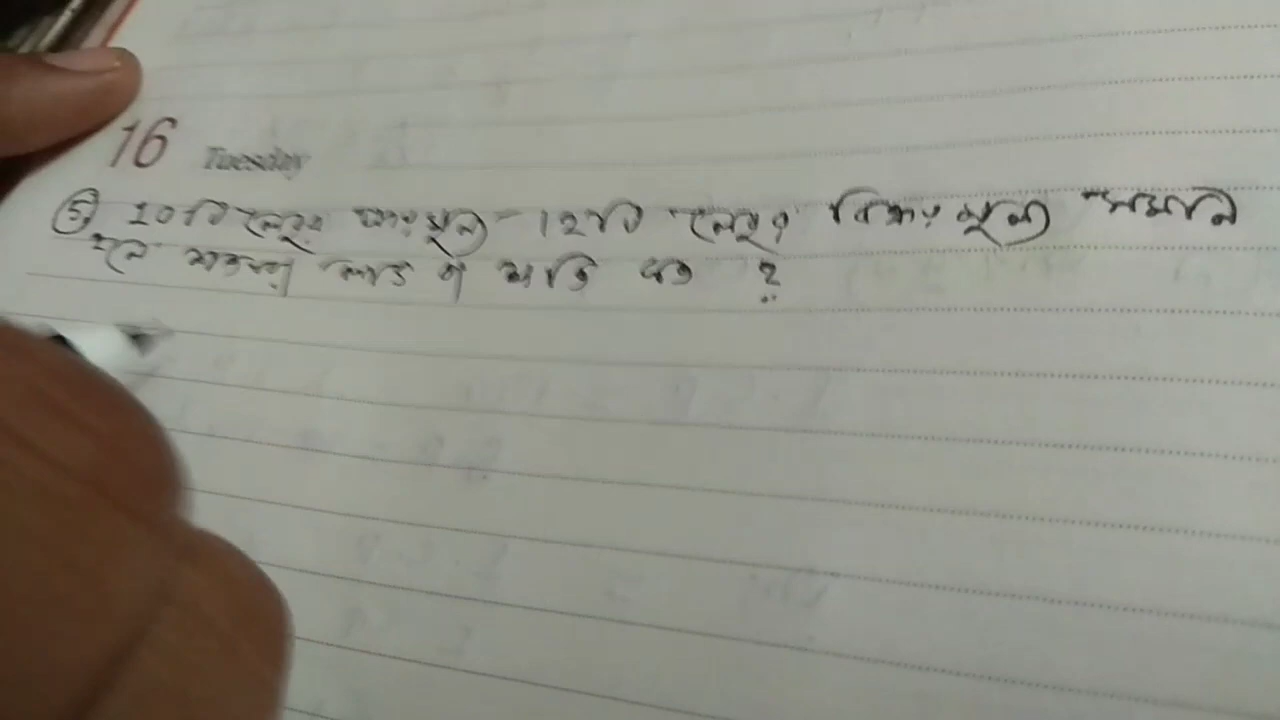 16 Tuesday
5) 10টি লেবুর ক্রয়মূল্য 12টি লেবুর বিক্রয়মূল্য সমান
হলে শতকরা লাভ বা ক্ষতি কত ?